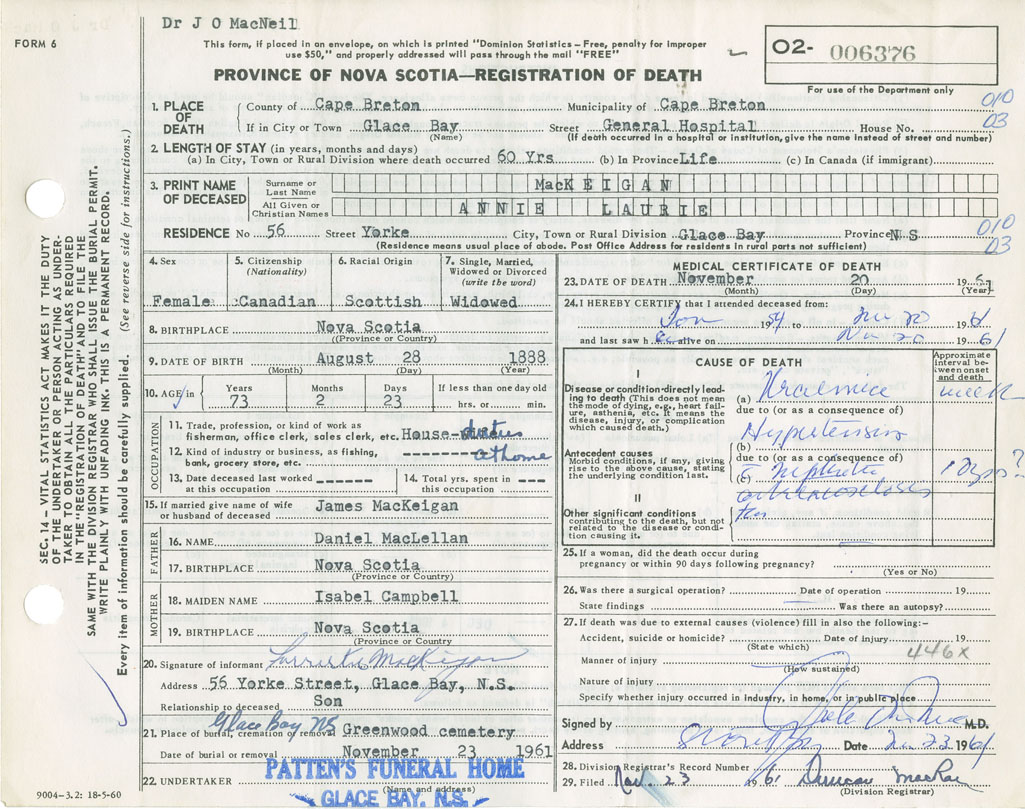 Dr J O MacNeil
FORM 6
This form, if placed in an envelope, on which is printed "Dominion Statistics – Free, penalty for improper
use $50," and properly addressed will pass through the mail "FREE"
O2- 006376
For use of the Department only
PROVINCE OF NOVA SCOTIA—REGISTRATION OF DEATH
1. PLACE OF DEATH
County of Cape Breton Municipality of Cape Breton 010
If in City or Town Glace Bay Street General Hospital House No. 03
(Name) (If death occurred in a hospital or institution, give the name instead of street and number)
2. LENGTH OF STAY (in years, months and days)
(a) In City, Town or Rural Division where death occurred 60 Yrs (b) In Province Life (c) In Canada (if immigrant)
3. PRINT NAME OF DECEASED
Surname or Last Name MacKEIGAN
All Given or Christian Names ANNIE LAURIE
RESIDENCE No 56 Street Yorke City, Town or Rural Division Glace Bay Province N S 010 03
(Residence means usual place of abode. Post Office Address for residents in rural parts not sufficient)
4. Sex
Female
5. Citizenship (Nationality)
Canadian
6. Racial Origin
Scottish
7. Single, Married, Widowed or Divorced (write the word)
Widowed
8. BIRTHPLACE Nova Scotia
((Province or Country)
9. DATE OF BIRTH August 28 1888
(Month) (Day) (Year)
10. AGE Years Months Days If less than one day old
73 2 23 hrs. or min.
OCCUPATION
11. Trade, profession, or kind of work as
fisherman, office clerk, sales clerk, etc. House-duties
12. Kind of industry or business, as fishing,
bank, grocery store, etc. at home
13. Date deceased last worked at this occupation
14. Total yrs. spent in this occupation
15. If married give name of wife
or husband of deceased James MacKeigan
FATHER
16. NAME Daniel MacLellan
17. BIRTHPLACE Nova Scotia
(Province or Country)
MOTHER
18. MAIDEN NAME Isabel Campbell
19. BIRTHPLACE Nova Scotia
(Province or Country)
20. Signature of informant
Address 56 Yorke Street, Glace Bay, N.S.
Relationship to deceased Son
Glace Bay NS
21. Place of burial, cremation or removal Greenwood cemetery
Date of burial or removal November 23 1961
22. UNDERTAKER PATTEN'S FUNERAL HOME
(Name and address)
GLACE BAY, N.S.
9004—3.2: 18-5-60
SEC. 14 – VITAL STATISTICS ACT MAKES IT THE DUTY
OF THE UNDERTAKER OR PERSON ACTING AS UNDER-
TAKER TO OBTAIN ALL THE PARTICULARS REQUIRED
IN THE "REGISTRATION OF DEATH" AND TO FILE THE
SAME WITH THE DIVISION REGISTRAR WHO SHALL ISSUE THE BURIAL PERMIT.
WRITE PLAINLY WITH UNFADING INK. THIS IS A PERMANENT RECORD.
Every item of information should be carefully supplied. (See reverse side for instructions.)
MEDICAL CERTIFICATE OF DEATH
23. DATE OF DEATH November 20 1961
(Month) (Day) (Year)
24. I HEREBY CERTIFY that I attended deceased from:
Jan 1954 to Nov 20 1961
and last saw h er alive on Nov 20 1961
CAUSE OF DEATH
Approximate interval between onset and death
I
Disease or condition directly leading to death (This does not mean
the mode of dying, e.g., heart failure, asthenia, etc. It means the
disease, injury, or complication which caused death.)
(a) Uraemia week
due to (or as a consequence of)
Hypertension
(b)
Antecedent causes
Morbid conditions, if any, giving rise to the above cause, stating
the underlying condition last.
due to (or as a consequence of)
(c) 10 yrs?
II
Other significant conditions
contributing to the death, but not related to the disease or condition causing it.
25. If a woman, did the death occur during
pregnancy or within 90 days following pregnancy?
(Yes or No)
26. Was there a surgical operation? Date of operation 19
State findings Was there an autopsy?
27. If death was due to external causes (violence) fill in also the following:-
Accident, suicide or homicide? Date of injury 19
(State which)
446X
Manner of injury
(How sustained)
Nature of injury
Specify whether injury occurred in industry, in home, or in public place
Signed by M.D.
Address Date Nov 23 1961
28. Division Registrar's Record Number
29. Filed Nov. 23 1961 Duncan MacRae
(Division Registrar)